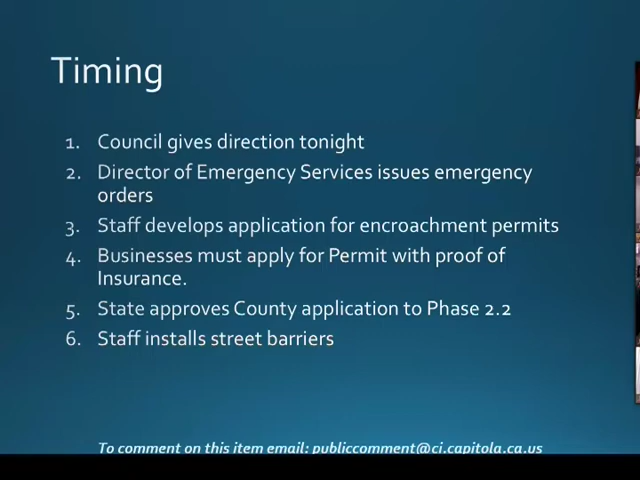 Timing
1. Council gives direction tonight
2. Director of Emergency Services issues emergency
orders
3. Staff develops application for encroachment permits
4. Businesses must apply for Permit with proof of
Insurance.
5. State approves County application to Phase 2.2
6. Staff installs street barriers
To comment on this item email: publiccomment@ci.capitola.ca.us